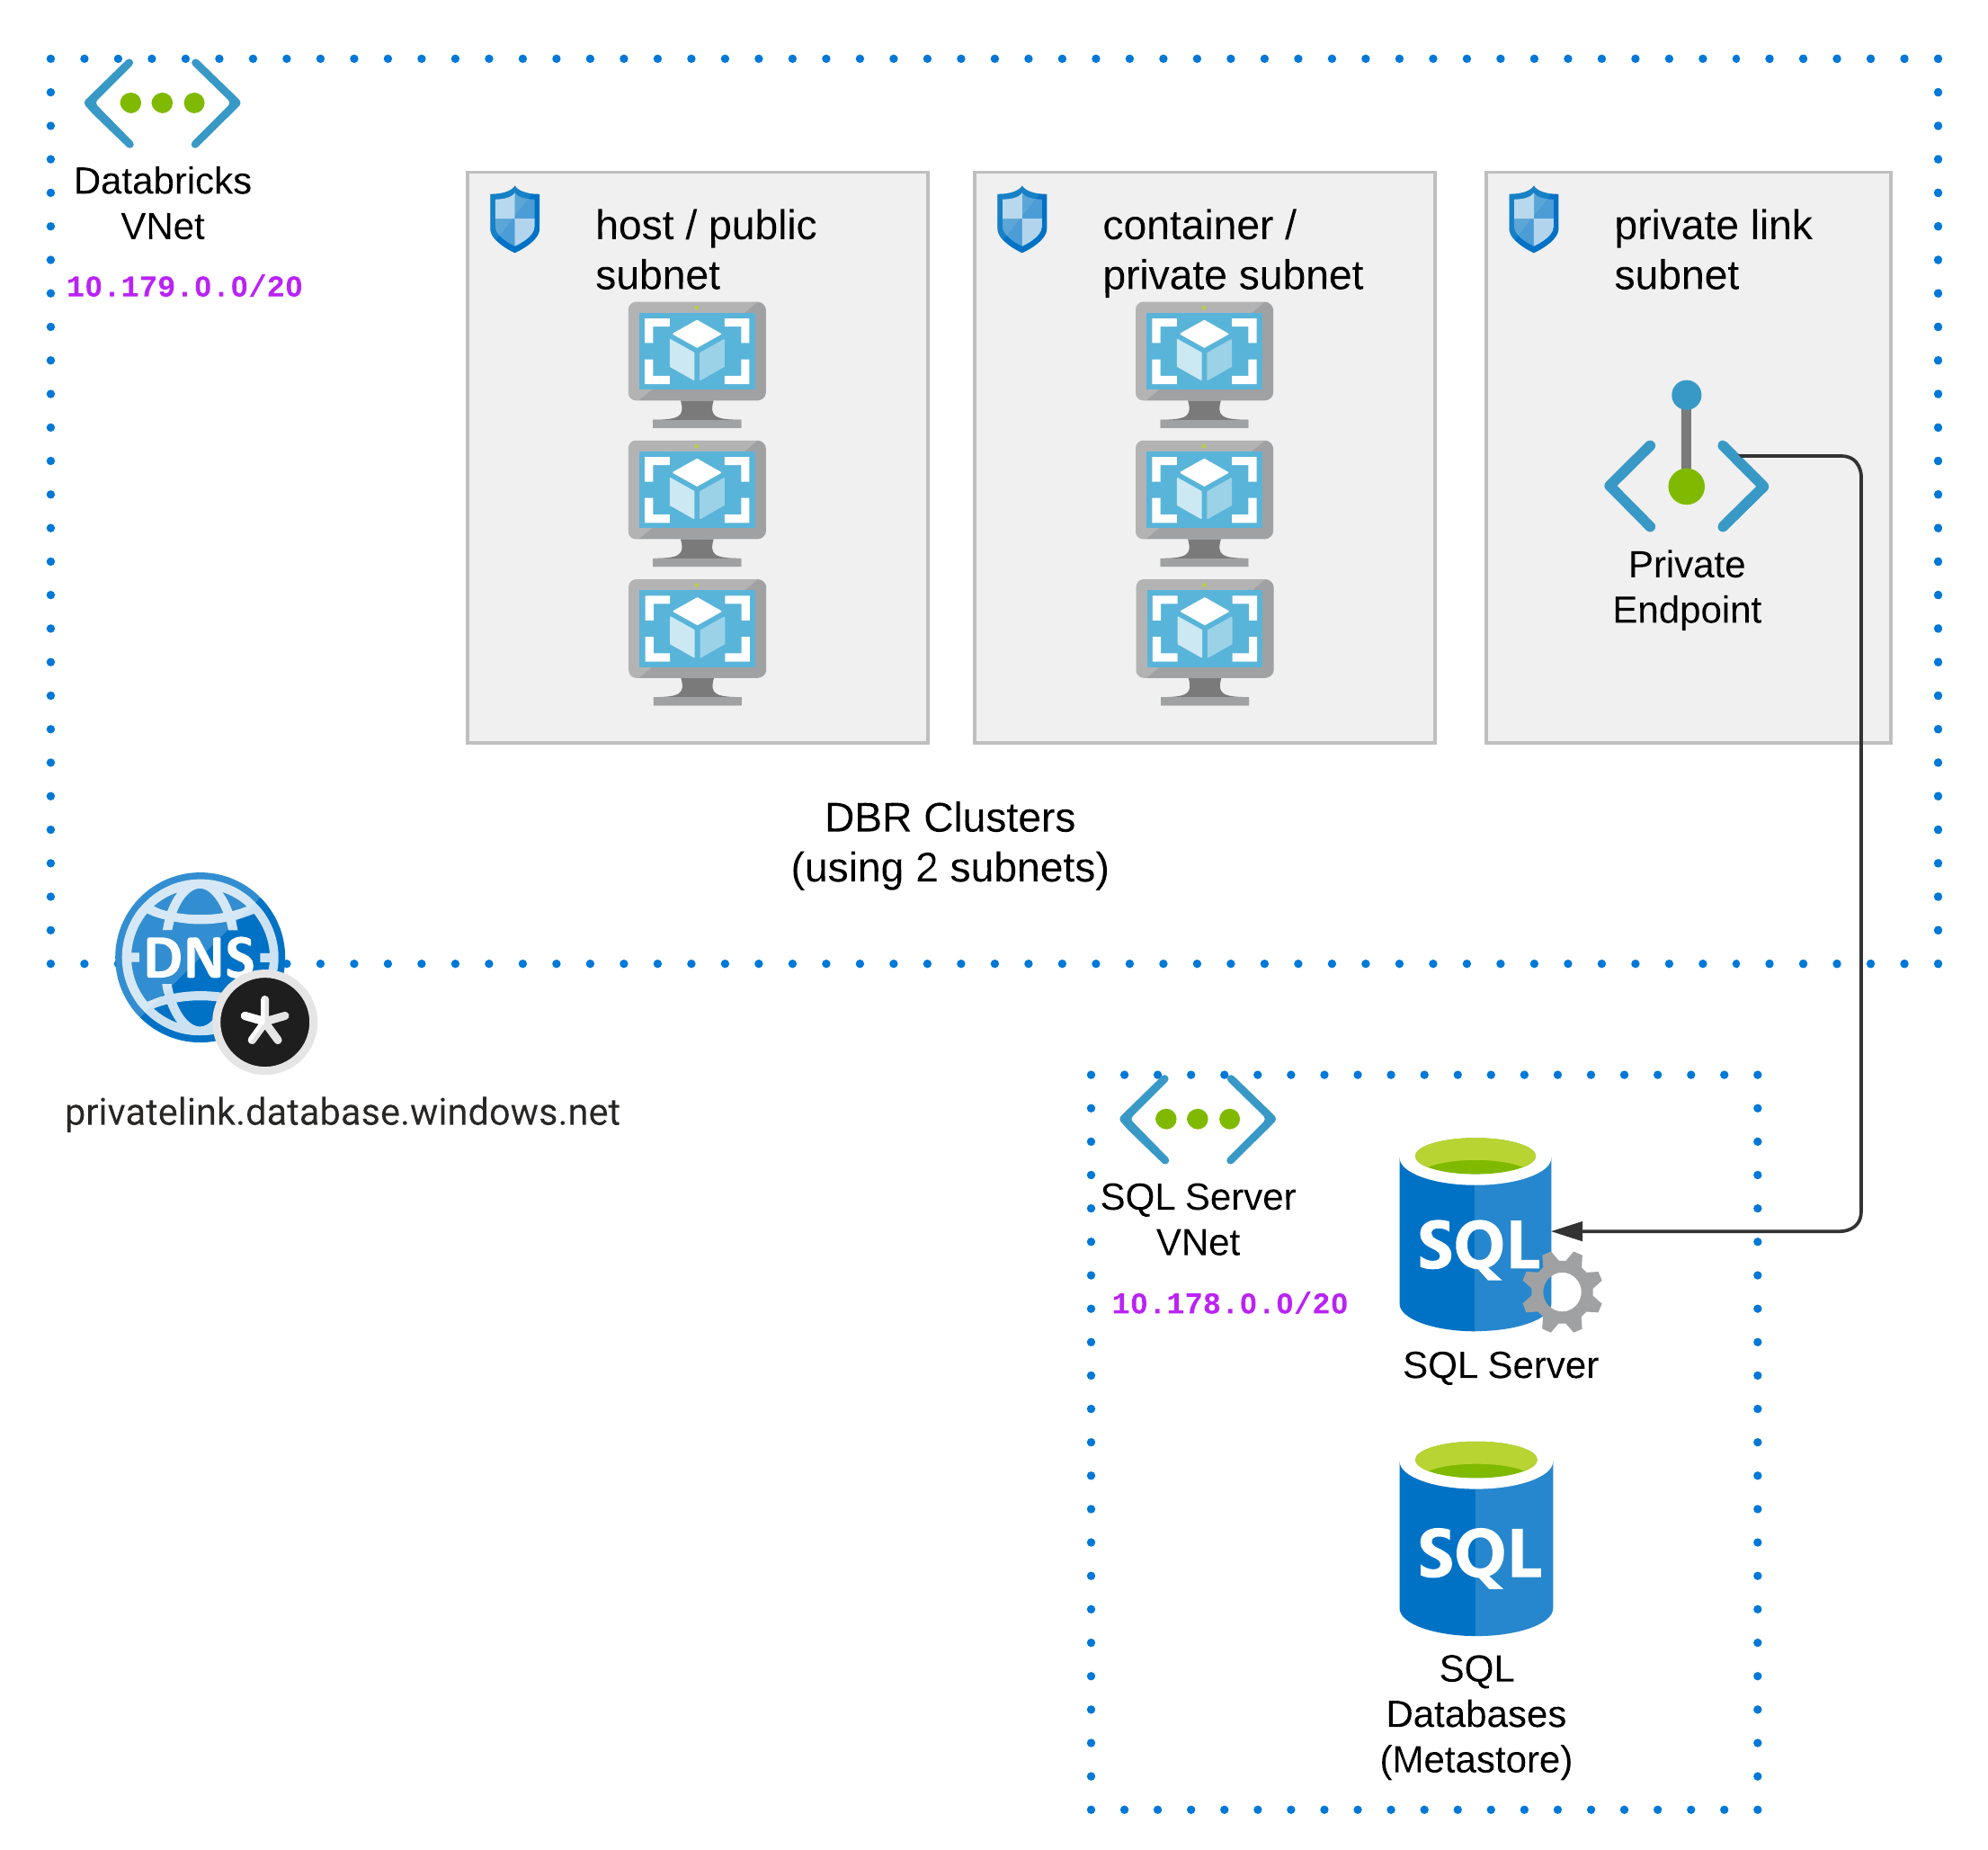 Databricks
VNet
10.179.0.0/20
host / public
subnet
container /
private subnet
private link
subnet
Private
Endpoint
DBR Clusters
(using 2 subnets)
DNS
privatelink.database.windows.net
SQL Server
VNet
10.178.0.0/20
SQL
SQL Server
SQL
SQL
Databases
(Metastore)